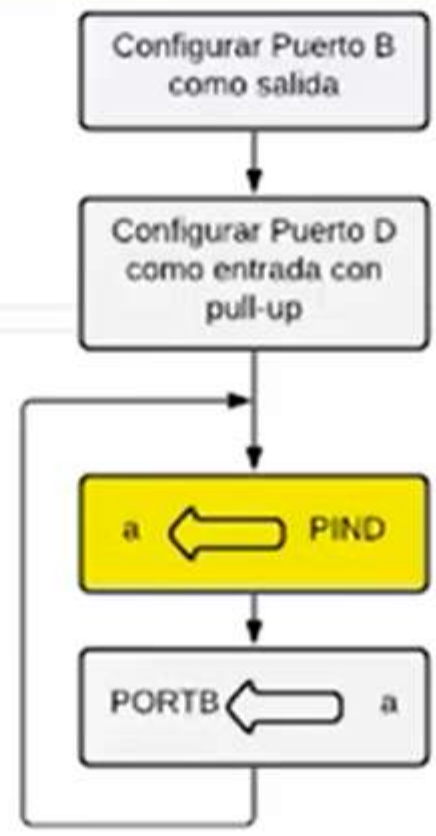 Configurar Puerto B
como salida
Configurar Puerto D
como entrada con
pull-up
a PIND
PORTB a